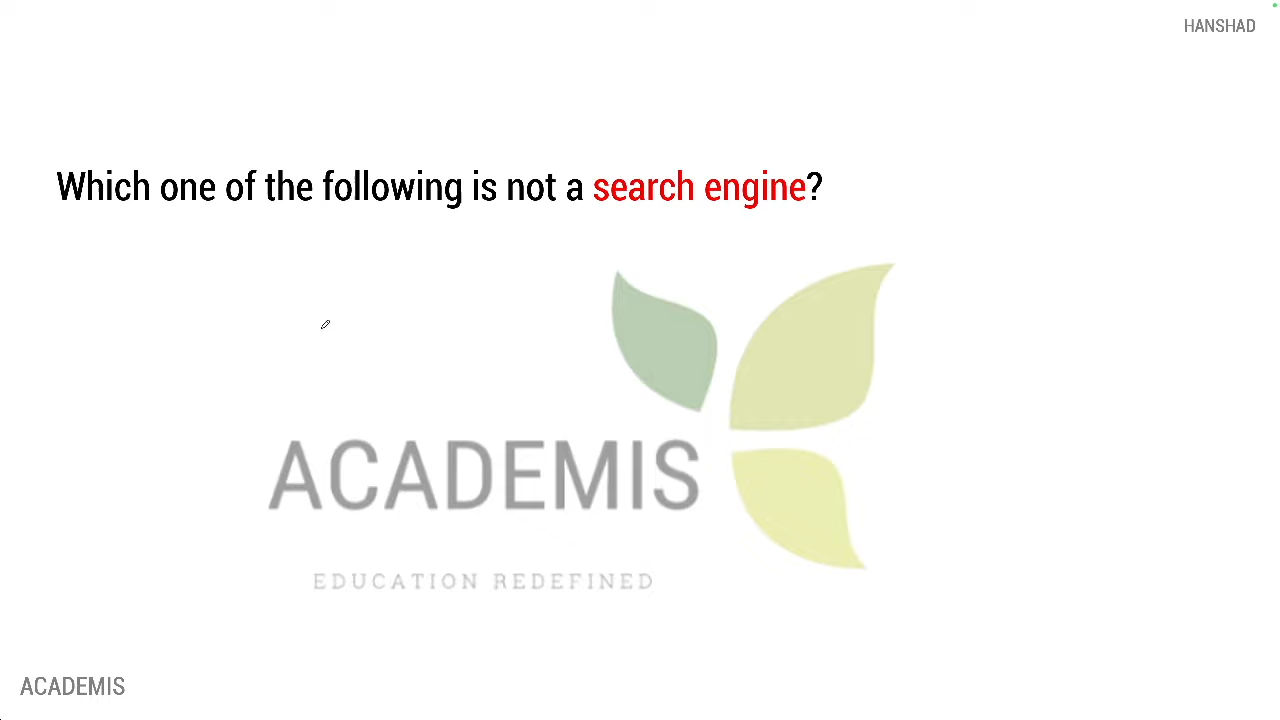 HANSHAD
Which one of the following is not a search engine?
ACADEMIS
EDUCATION REDEFINED
ACADEMIS